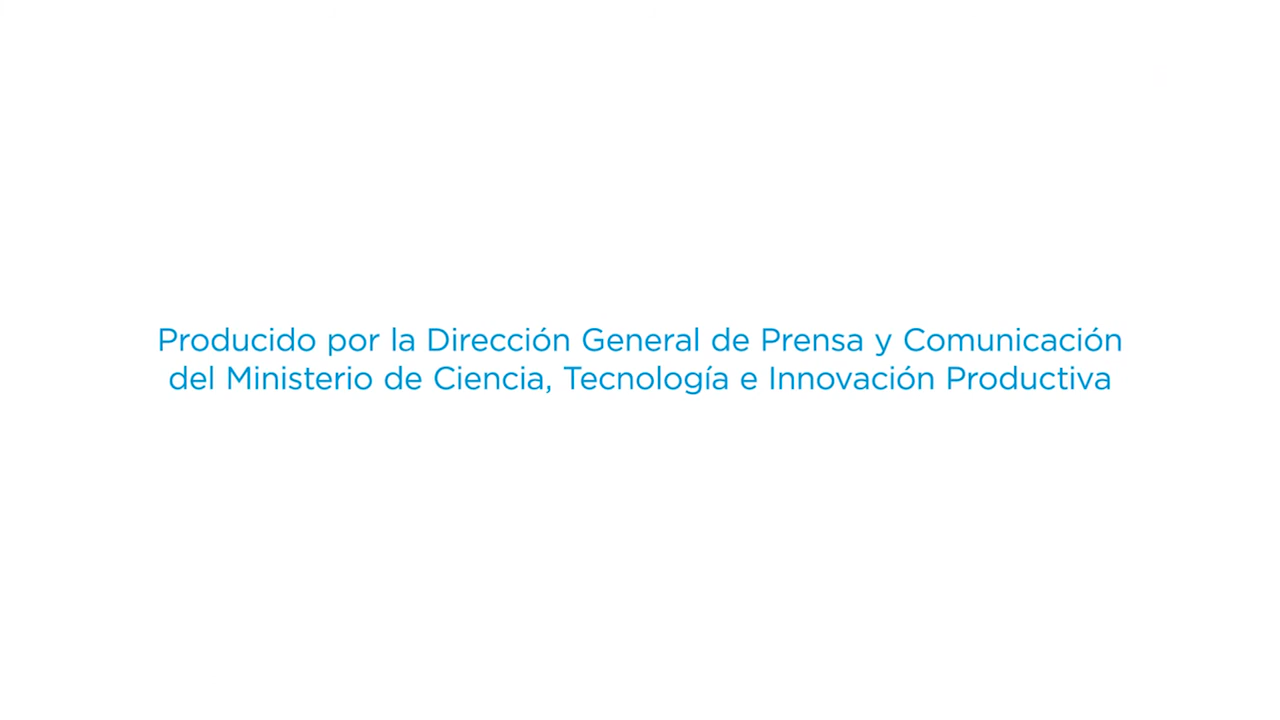 Producido por la Dirección General de Prensa y Comunicación
del Ministerio de Ciencia, Tecnología e Innovación Productiva